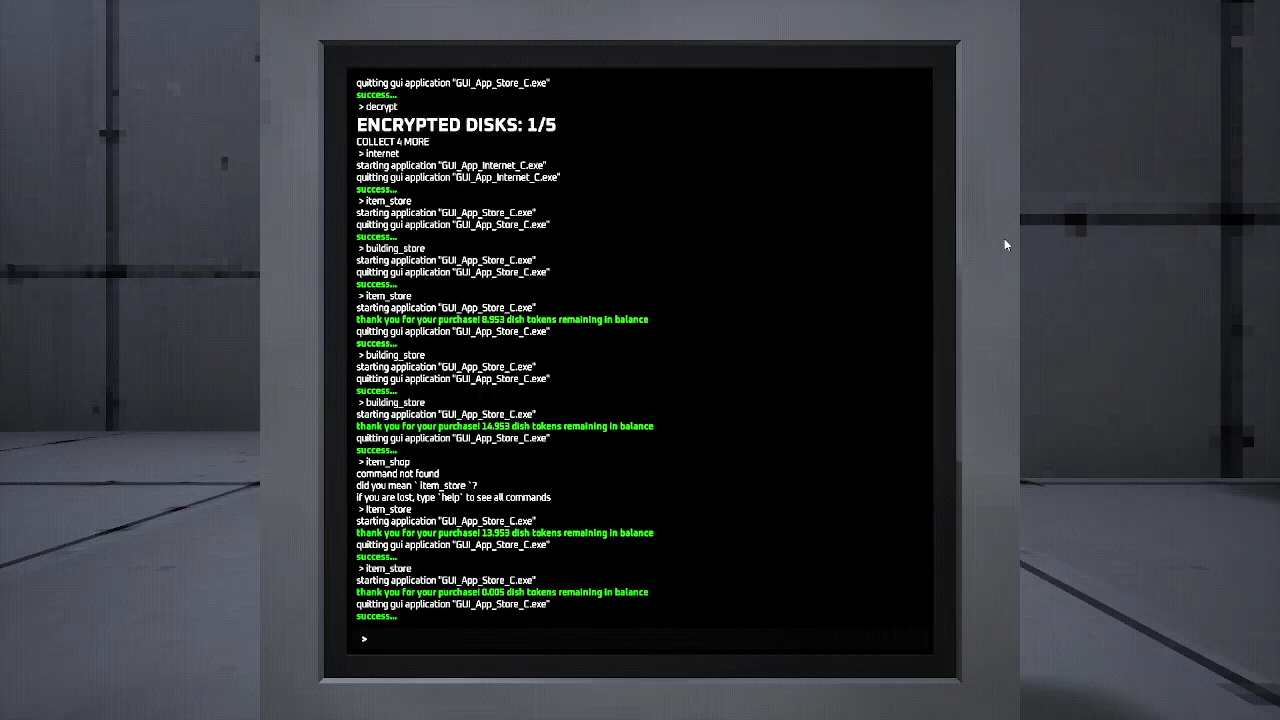 quitting gui application "GUI_App_Store_C.exe"
success...
> decrypt
ENCRYPTED DISKS: 1/5
COLLECT 4 MORE
> internet
starting application "GUI_App_Internet_C.exe"
quitting gui application "GUI_App_Internet_C.exe"
success...
> item_store
starting application "GUI_App_Store_C.exe"
quitting gui application "GUI_App_Store_C.exe"
success...
> building_store
starting application "GUI_App_Store_C.exe"
quitting gui application "GUI_App_Store_C.exe"
success...
> item_store
starting application "GUI_App_Store_C.exe"
thank you for your purchase! 8.953 dish tokens remaining in balance
quitting gui application "GUI_App_Store_C.exe"
success...
> building_store
starting application "GUI_App_Store_C.exe"
quitting gui application "GUI_App_Store_C.exe"
success...
> building_store
starting application "GUI_App_Store_C.exe"
thank you for your purchase! 14.953 dish tokens remaining in balance
quitting gui application "GUI_App_Store_C.exe"
success...
> item_shop
command not found
did you mean ` item_store `?
if you are lost, type `help` to see all commands
> item_store
starting application "GUI_App_Store_C.exe"
thank you for your purchase! 13.953 dish tokens remaining in balance
quitting gui application "GUI_App_Store_C.exe"
success...
> item_store
starting application "GUI_App_Store_C.exe"
thank you for your purchase! 0.005 dish tokens remaining in balance
quitting gui application "GUI_App_Store_C.exe"
success...
>